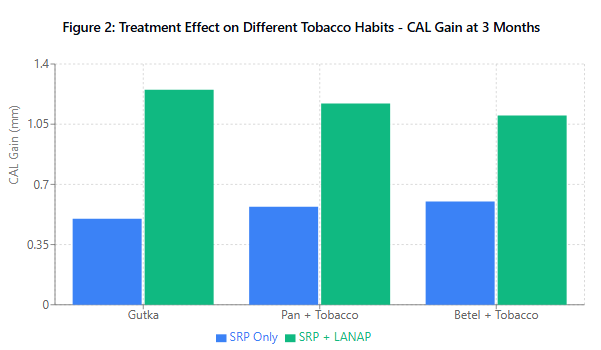 Figure 2: Treatment Effect on Different Tobacco Habits - CAL Gain at 3 Months
1.4
1.05
0.7
0.35
0
CAL Gain (mm)
Gutka
Pan + Tobacco
Betel + Tobacco
SRP Only
SRP + LANAP